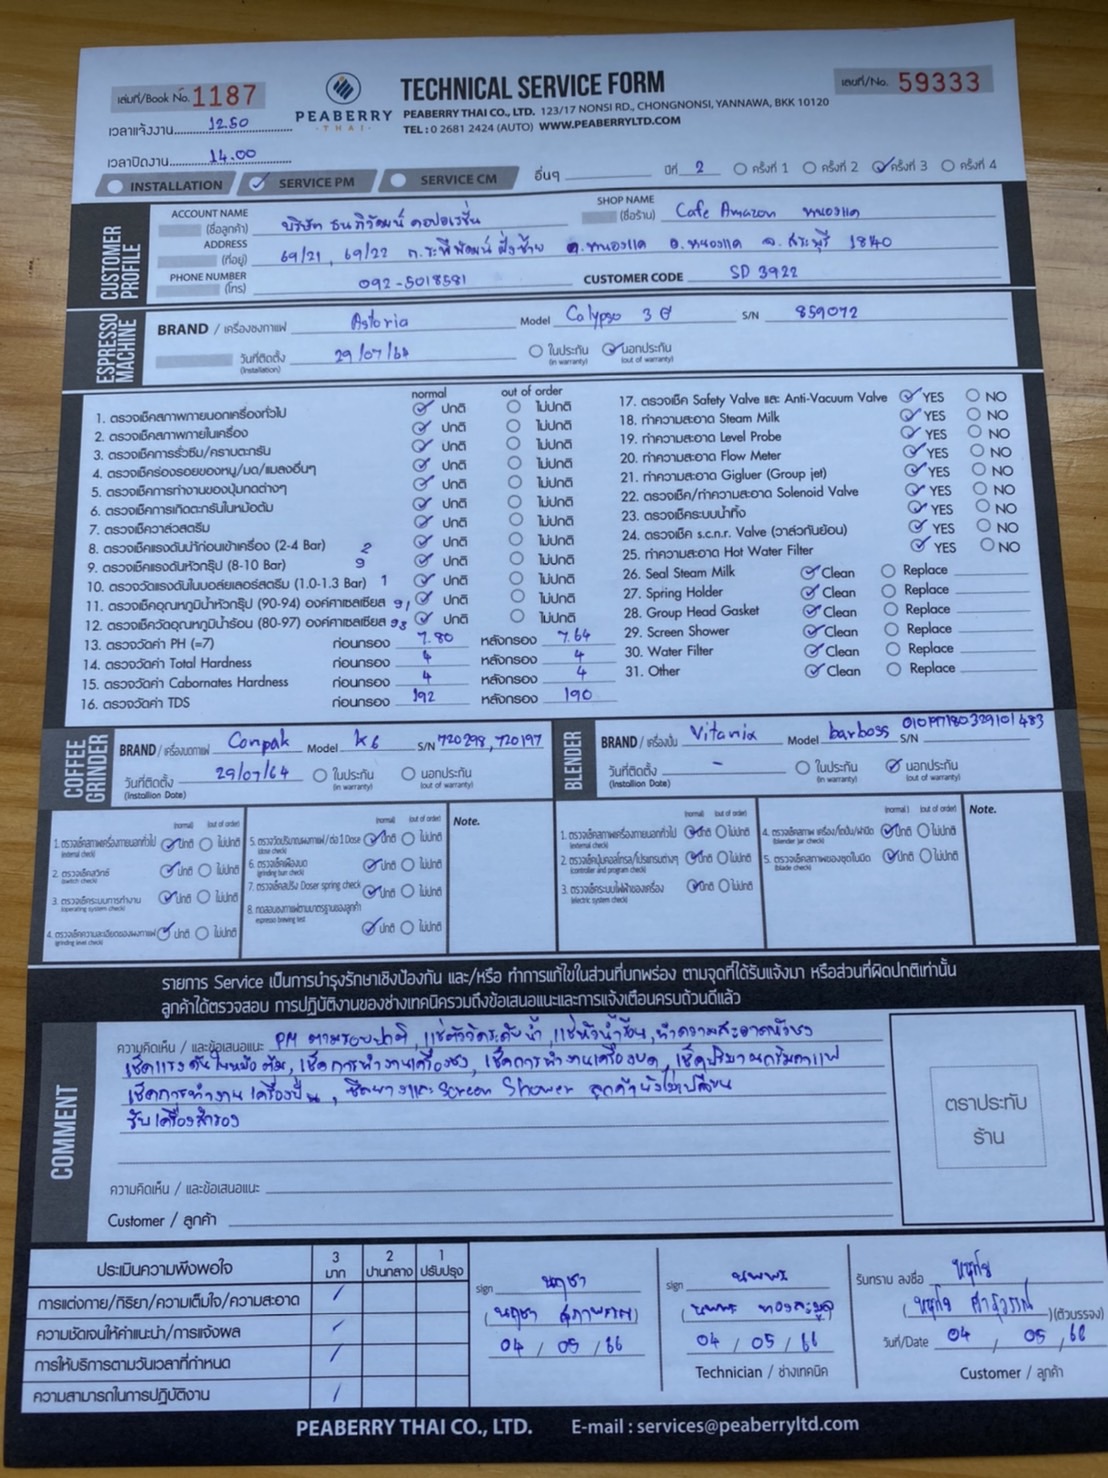 เล่มที่/Book No. 1187
PEABERRY
THAI
TECHNICAL SERVICE FORM
PEABERRY THAI CO., LTD. 123/17 NONSI RD., CHONGNONSI, YANNAWA, BKK 10120
TEL : 0 2681 2424 (AUTO) WWW.PEABERRYLTD.COM
เลขที่/No. 59333
เวลาแจ้งงาน 12.50
เวลาปิดงาน 14.00
INSTALLATION SERVICE PM SERVICE CM อื่นๆ ปีที่ 2 ครั้งที่ 1 ครั้งที่ 2 ครั้งที่ 3 ครั้งที่ 4
CUSTOMER PROFILE
ACCOUNT NAME (ชื่อลูกค้า) บริษัท ธนภิวัฒน์ คอปอเรชั่น
SHOP NAME (ชื่อร้าน) Cafe Amazon หนองแค
ADDRESS (ที่อยู่) 69/21, 69/22 ถ.ระพีพัฒน์ฝั่งซ้าย ต.หนองแค อ.หนองแค จ.สระบุรี 1840
PHONE NUMBER (โทร) 092-5018581 CUSTOMER CODE SD 3922
ESPRESSO MACHINE
BRAND / เครื่องชงกาแฟ Astoria Model Calypso 3 G S/N 859072
วันที่ติดตั้ง (Installation) 29/07/64 ในประกัน (in warranty) นอกประกัน (out of warranty)
normal out of order
1. ตรวจเช็คสภาพภายนอกเครื่องทั่วไป ปกติ ไม่ปกติ
2. ตรวจเช็คสภาพภายในเครื่อง ปกติ ไม่ปกติ
3. ตรวจเช็คการรั่วซึม/คราบตะกรัน ปกติ ไม่ปกติ
4. ตรวจเช็คร่องรอยของหนู/มด/แมลงอื่นๆ ปกติ ไม่ปกติ
5. ตรวจเช็คการทำงานของปุ่มกดต่างๆ ปกติ ไม่ปกติ
6. ตรวจเช็คการเกิดตะกรันในหม้อต้ม ปกติ ไม่ปกติ
7. ตรวจเช็ควาล์วสตรีม ปกติ ไม่ปกติ
8. ตรวจเช็คแรงดันน้ำก่อนเข้าเครื่อง (2-4 Bar) 2 ปกติ ไม่ปกติ
9. ตรวจเช็คแรงดันหัวกรุ๊ป (8-10 Bar) 9 ปกติ ไม่ปกติ
10. ตรวจวัดแรงดันในบอยเลอร์สตรีม (1.0-1.3 Bar) 1 ปกติ ไม่ปกติ
11. ตรวจเช็คอุณหภูมิน้ำหัวกรุ๊ป (90-94) องศาเซลเซียส 91 ปกติ ไม่ปกติ
12. ตรวจเช็ควัดอุณหภูมิน้ำร้อน (80-97) องศาเซลเซียส 93 ปกติ ไม่ปกติ
13. ตรวจวัดค่า PH (=7) ก่อนกรอง 7.80 หลังกรอง 7.64
14. ตรวจวัดค่า Total Hardness ก่อนกรอง 4 หลังกรอง 4
15. ตรวจวัดค่า Cabornates Hardness ก่อนกรอง 4 หลังกรอง 4
16. ตรวจวัดค่า TDS ก่อนกรอง 192 หลังกรอง 190
17. ตรวจเช็ค Safety Valve และ Anti-Vacuum Valve YES NO
18. ทำความสะอาด Steam Milk YES NO
19. ทำความสะอาด Level Probe YES NO
20. ทำความสะอาด Flow Meter YES NO
21. ทำความสะอาด Gigluer (Group jet) YES NO
22. ตรวจเช็ค/ทำความสะอาด Solenoid Valve YES NO
23. ตรวจเช็คระบบน้ำทิ้ง YES NO
24. ตรวจเช็ค s.c.n.r. Valve (วาล์วกันย้อน) YES NO
25. ทำความสะอาด Hot Water Filter YES NO
26. Seal Steam Milk Clean Replace
27. Spring Holder Clean Replace
28. Group Head Gasket Clean Replace
29. Screen Shower Clean Replace
30. Water Filter Clean Replace
31. Other Clean Replace
COFFEE GRINDER
BRAND / เครื่องบดกาแฟ Conpak Model K6 S/N 720298, 720197
วันที่ติดตั้ง (Installion Date) 29/07/64 ในประกัน (in warranty) นอกประกัน (out of warranty)
BLENDER
BRAND / เครื่องปั่น Vitamix Model barboss S/N 010PM180329101483
วันที่ติดตั้ง (Installion Date) - ในประกัน (in warranty) นอกประกัน (out of warranty)
(normal) (out of order)
1. ตรวจเช็คสภาพเครื่องภายนอกทั่วไป (external check) ปกติ ไม่ปกติ
2. ตรวจเช็คสวิทซ์ (switch check) ปกติ ไม่ปกติ
3. ตรวจเช็คระบบการทำงาน (operating system check) ปกติ ไม่ปกติ
4. ตรวจเช็คความละเอียดของผงกาแฟ (grinding level check) ปกติ ไม่ปกติ
(normal) (out of order)
5. ตรวจวัดปริมาณผงกาแฟ/ต่อ 1 Dose (dose check) ปกติ ไม่ปกติ
6. ตรวจเช็คเฟืองบด (grinding burr check) ปกติ ไม่ปกติ
7. ตรวจเช็คสปริง Doser spring check ปกติ ไม่ปกติ
8. ทดสอบชงกาแฟตามมาตรฐานของลูกค้า espresso brewing test ปกติ ไม่ปกติ
Note.
(normal) (out of order)
1. ตรวจเช็คสภาพเครื่องภายนอกทั่วไป (external check) ปกติ ไม่ปกติ
2. ตรวจเช็คปุ่มคอลโทรล/โปรแกรมต่างๆ (controller and program check) ปกติ ไม่ปกติ
3. ตรวจเช็คระบบไฟฟ้าของเครื่อง (electric system check) ปกติ ไม่ปกติ
(normal) (out of order)
4. ตรวจเช็คสภาพ เครื่อง/โถปั่น/ฝาปิด (blender jar check) ปกติ ไม่ปกติ
5. ตรวจเช็คสภาพของชุดใบมีด (blade check) ปกติ ไม่ปกติ
Note.
รายการ Service เป็นการบำรุงรักษาเชิงป้องกัน และ/หรือ ทำการแก้ไขในส่วนที่บกพร่อง ตามจุดที่ได้รับแจ้งมา หรือส่วนที่ผิดปกติเท่านั้น
ลูกค้าได้ตรวจสอบ การปฏิบัติงานของช่างเทคนิครวมถึงข้อเสนอแนะและการแจ้งเตือนครบถ้วนดีแล้ว
COMMENT
ความคิดเห็น / และข้อเสนอแนะ PM ตามรอบปกติ, แช่ตัววัดระดับน้ำ, แช่หัวน้ำร้อน, ทำความสะอาดหัวชง
เช็คแรงดันในหม้อต้ม, เช็คการทำงานเครื่องชง, เช็คการทำงานเครื่องบด, เช็คปริมาณกรัมกาแฟ
เช็คการทำงานเครื่องปั่น, ชุดยางและ Screen Shower ลูกค้ายังไม่เปลี่ยน
รับเครื่องสำรอง
ตราประทับ
ร้าน
ความคิดเห็น / และข้อเสนอแนะ
Customer / ลูกค้า
ประเมินความพึงพอใจ 3 มาก 2 ปานกลาง 1 ปรับปรุง
การแต่งกาย/กิริยา/ความเต็มใจ/ความสะอาด /
ความชัดเจนให้คำแนะนำ/การแจ้งผล /
การให้บริการตามวันเวลาที่กำหนด /
ความสามารถในการปฏิบัติงาน /
sign นฤชา
04 / 05 / 66
sign นพพร
04 / 05 / 66
Technician / ช่างเทคนิค
รับทราบ ลงชื่อ
(ตัวบรรจง)
วันที่/Date 04 / 05 / 66
Customer / ลูกค้า
PEABERRY THAI CO., LTD. E-mail : services@peaberryltd.com